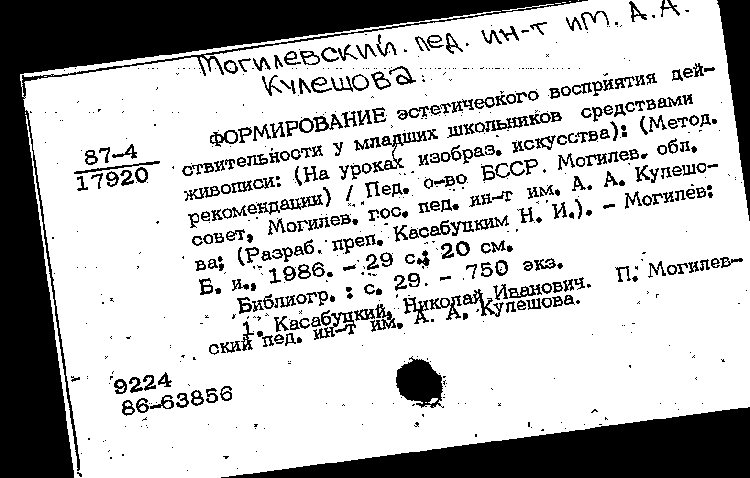 Могилевский. пед. ин-т им. А.А.
Кулешова.
87-4
17920
ФОРМИРОВАНИЕ эстетического восприятия дей-
ствительности у младших школьников средствами
живописи: (На уроках изобраз. искусства): (Метод.
рекомендации) / Пед. о-во БССР. Могилев. обл.
совет, Могилев. гос. пед. ин-т им. А. А. Кулешо-
ва; (Разраб. преп. Касабуцким Н. И.). - Могилев:
Б. и., 1986. - 29 с.; 20 см.
Библиогр.: с. 29. - 750 экз.
1. Касабуцкий, Николай Иванович. П. Могилев-
ский пед. ин-т им. А. А. Кулешова.
9224
86-63856